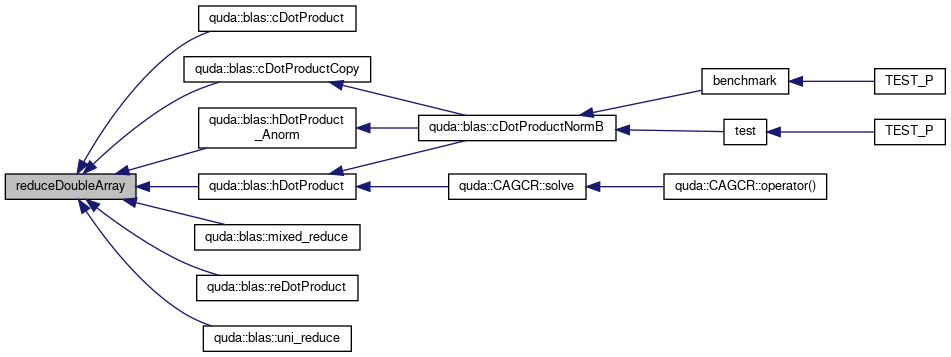 reduceDoubleArray
quda::blas::cDotProduct
quda::blas::cDotProductCopy
quda::blas::hDotProduct
_Anorm
quda::blas::hDotProduct
quda::blas::mixed_reduce
quda::blas::reDotProduct
quda::blas::uni_reduce
quda::blas::cDotProductNormB
quda::CAGCR::solve
benchmark
test
quda::CAGCR::operator()
TEST_P
TEST_P